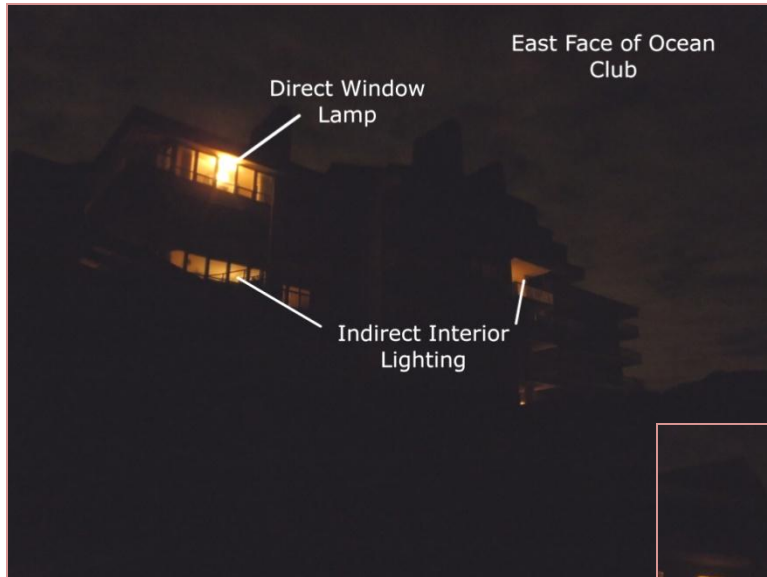 East Face of Ocean
Club
Direct Window
Lamp
Indirect Interior
Lighting